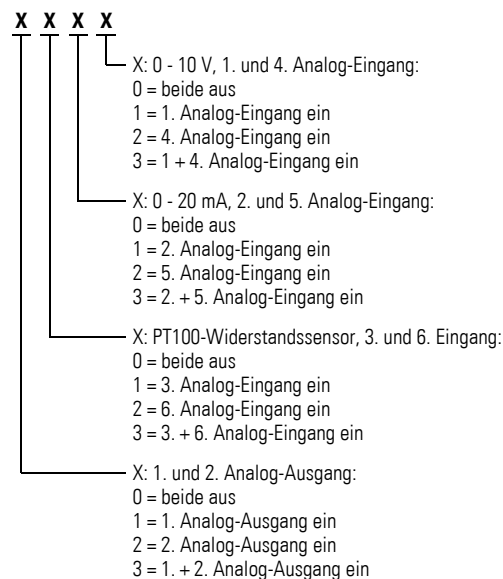 X X X X
X: 0 - 10 V, 1. und 4. Analog-Eingang:
0 = beide aus
1 = 1. Analog-Eingang ein
2 = 4. Analog-Eingang ein
3 = 1 + 4. Analog-Eingang ein
X: 0 - 20 mA, 2. und 5. Analog-Eingang:
0 = beide aus
1 = 2. Analog-Eingang ein
2 = 5. Analog-Eingang ein
3 = 2. + 5. Analog-Eingang ein
X: PT100-Widerstandssensor, 3. und 6. Eingang:
0 = beide aus
1 = 3. Analog-Eingang ein
2 = 6. Analog-Eingang ein
3 = 3. + 6. Analog-Eingang ein
X: 1. und 2. Analog-Ausgang:
0 = beide aus
1 = 1. Analog-Ausgang ein
2 = 2. Analog-Ausgang ein
3 = 1. + 2. Analog-Ausgang ein